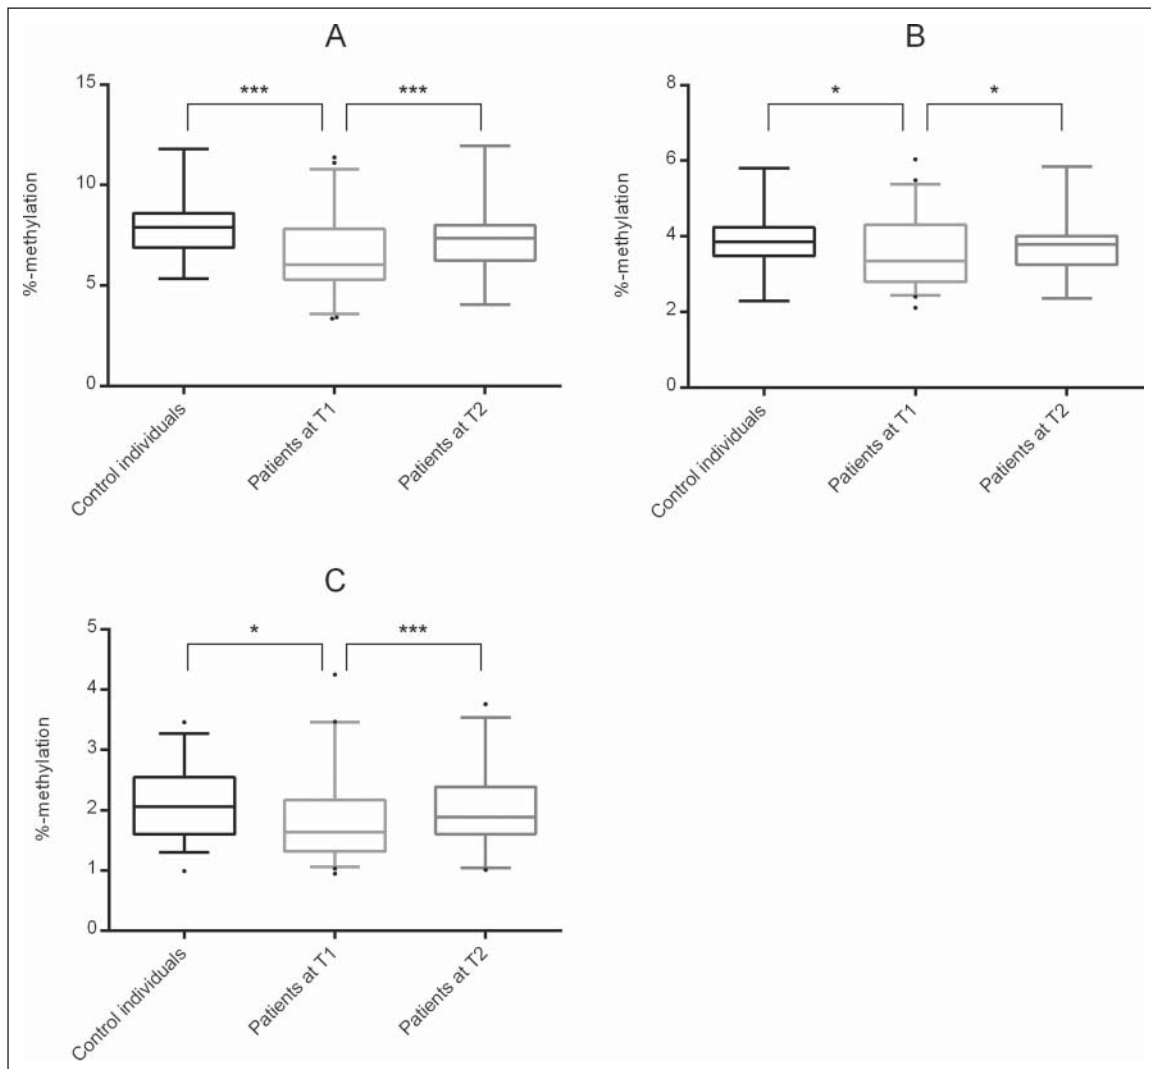 A
15
10
5
0
%-methylation
***
***
Control individuals
Patients at T1
Patients at T2
B
8
6
4
2
0
%-methylation
*
*
Control individuals
Patients at T1
Patients at T2
C
5
4
3
2
1
0
%-methylation
*
***
Control individuals
Patients at T1
Patients at T2